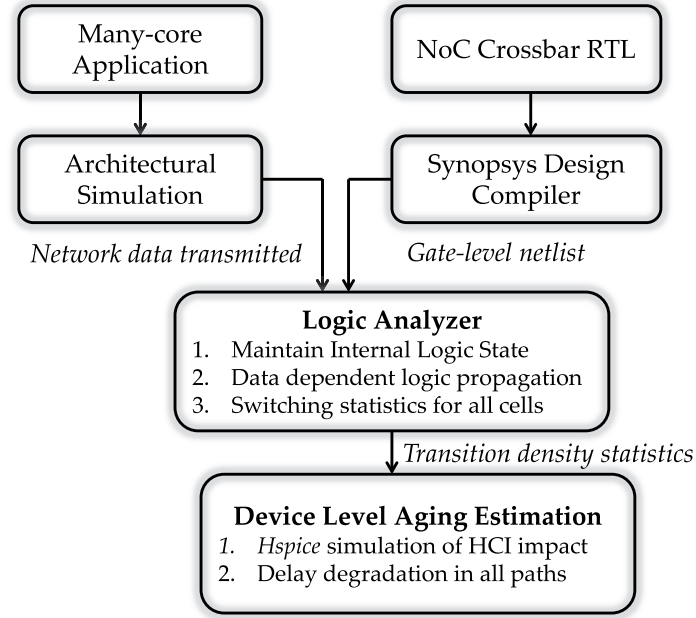 Many-core
Application
NoC Crossbar RTL
Architectural
Simulation
Synopsys Design
Compiler
Network data transmitted
Gate-level netlist
Logic Analyzer
1. Maintain Internal Logic State
2. Data dependent logic propagation
3. Switching statistics for all cells
Transition density statistics
Device Level Aging Estimation
1. Hspice simulation of HCI impact
2. Delay degradation in all paths